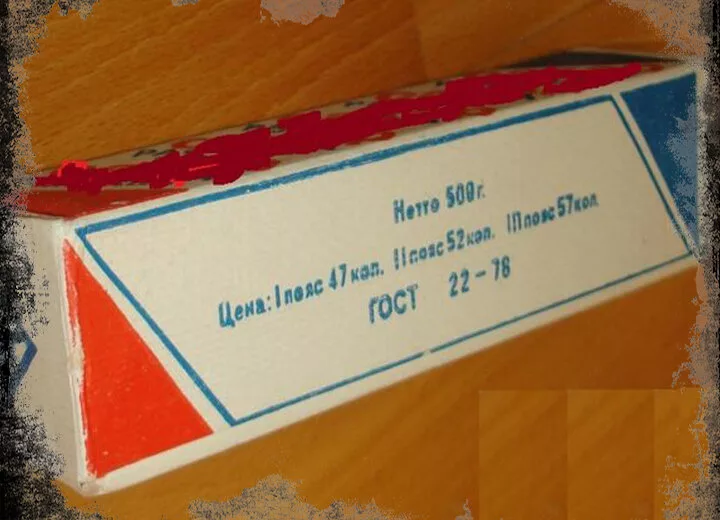 Нетто 500г.
Цена: I пояс 47 коп. II пояс 52 коп. III пояс 57 коп.
ГОСТ 22-78